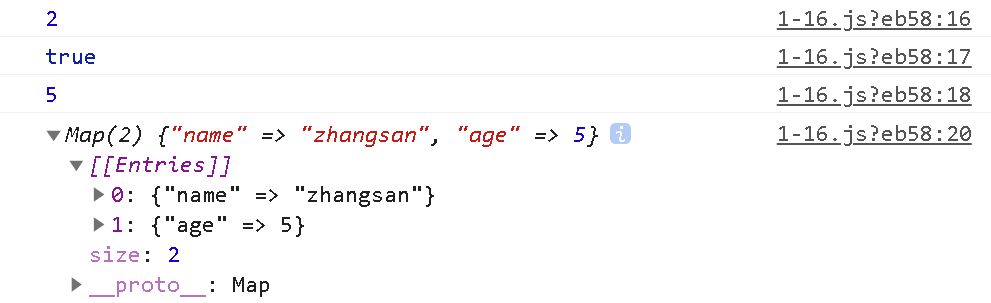 2 1-16.js?eb58:16
true 1-16.js?eb58:17
5 1-16.js?eb58:18
▼Map(2) {"name" => "zhangsan", "age" => 5} i 1-16.js?eb58:20
▼[[Entries]]
▶0: {"name" => "zhangsan"}
▶1: {"age" => 5}
size: 2
▶__proto__: Map